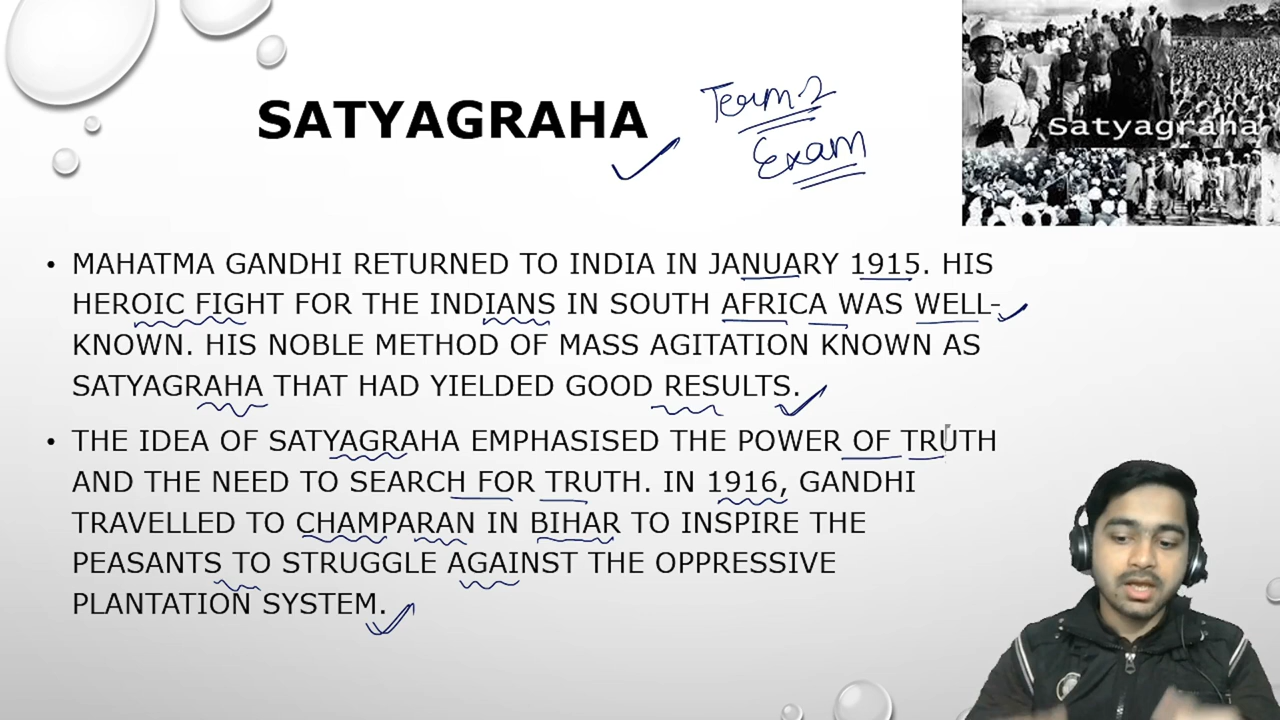 SATYAGRAHA
Term-2
Exam
Satyagraha
• MAHATMA GANDHI RETURNED TO INDIA IN JANUARY 1915. HIS
HEROIC FIGHT FOR THE INDIANS IN SOUTH AFRICA WAS WELL-
KNOWN. HIS NOBLE METHOD OF MASS AGITATION KNOWN AS
SATYAGRAHA THAT HAD YIELDED GOOD RESULTS.
• THE IDEA OF SATYAGRAHA EMPHASISED THE POWER OF TRUTH
AND THE NEED TO SEARCH FOR TRUTH. IN 1916, GANDHI
TRAVELLED TO CHAMPARAN IN BIHAR TO INSPIRE THE
PEASANTS TO STRUGGLE AGAINST THE OPPRESSIVE
PLANTATION SYSTEM.